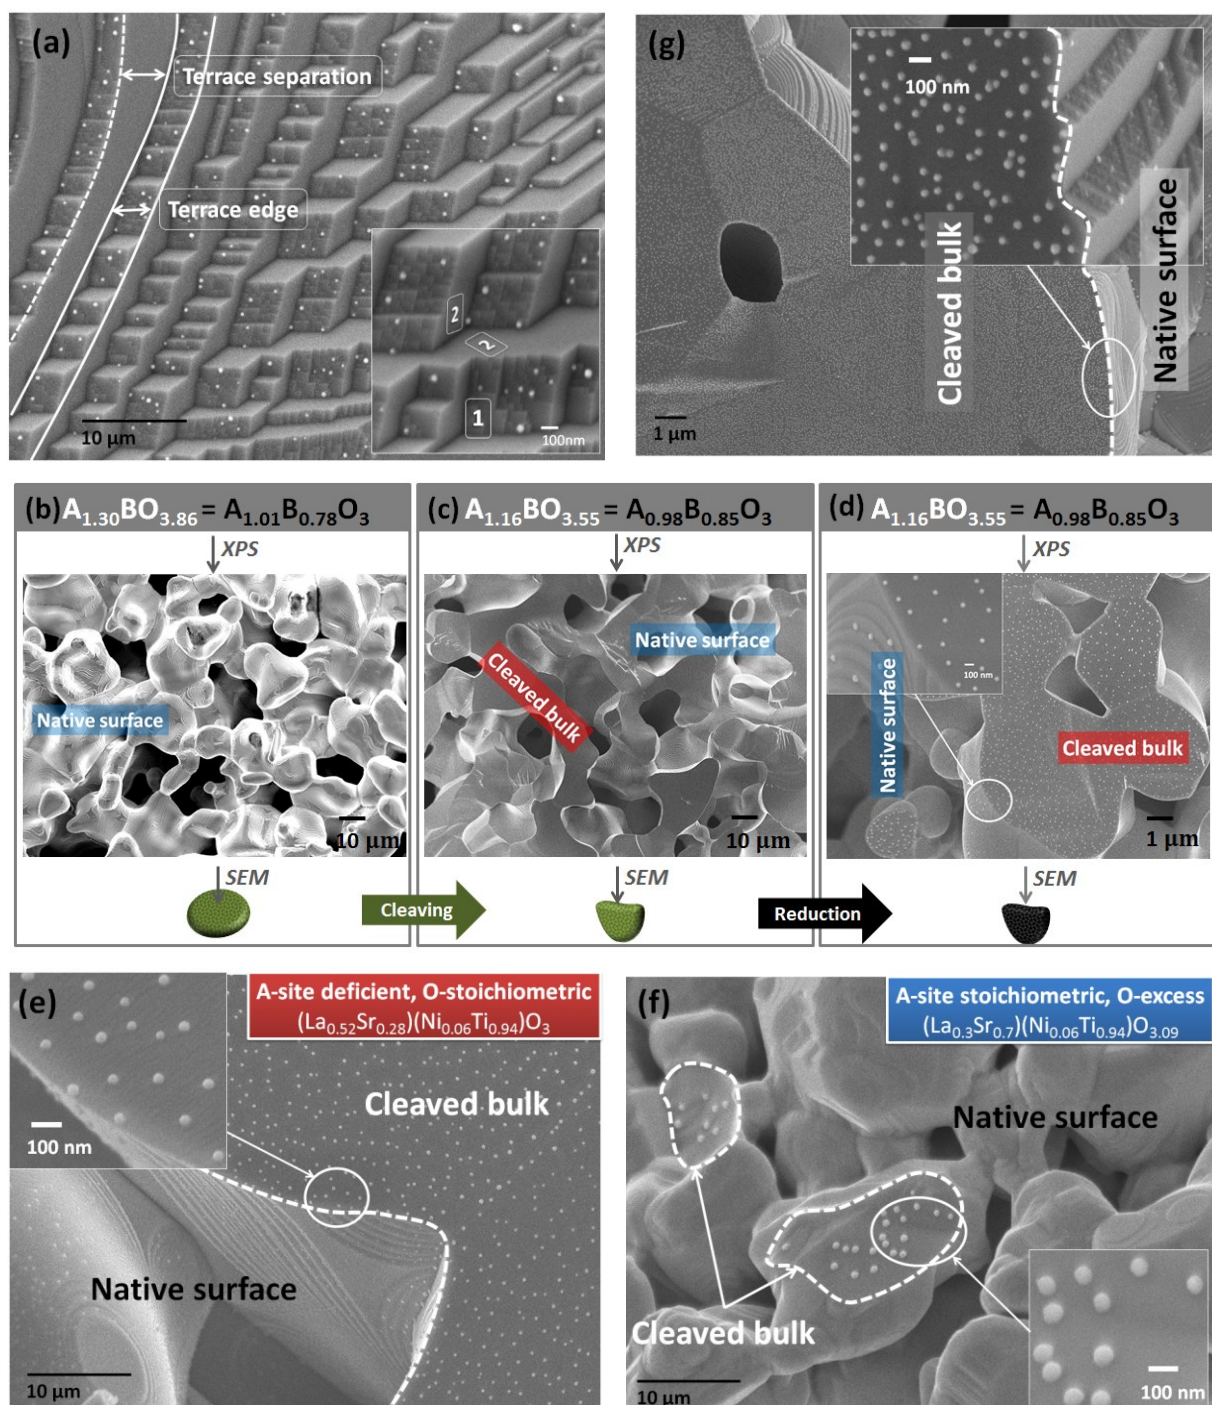 (a)
Terrace separation
Terrace edge
2
2
1
100nm
10 µm
(g)
100 nm
Cleaved bulk
Native surface
1 µm
(b) A1.30BO3.86 = A1.01B0.78O3
XPS
Native surface
10 µm
SEM
Cleaving
(c) A1.16BO3.55 = A0.98B0.85O3
XPS
Native surface
Cleaved bulk
10 µm
SEM
Reduction
(d) A1.16BO3.55 = A0.98B0.85O3
XPS
100 nm
Native surface
Cleaved bulk
1 µm
SEM
(e)
A-site deficient, O-stoichiometric
(La0.52Sr0.28)(Ni0.06Ti0.94)O3
Cleaved bulk
100 nm
Native surface
10 µm
(f)
A-site stoichiometric, O-excess
(La0.3Sr0.7)(Ni0.06Ti0.94)O3.09
Native surface
Cleaved bulk
10 µm
100 nm